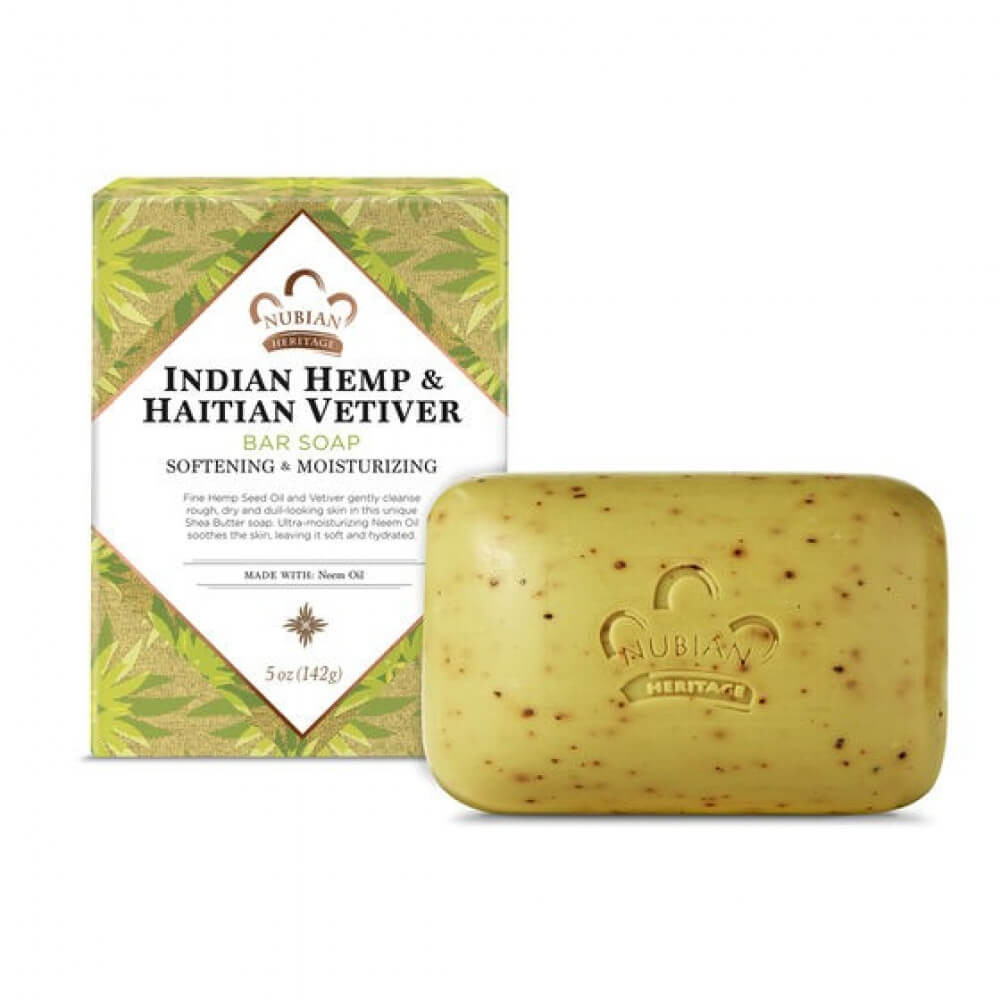 NUBIAN
HERITAGE
INDIAN HEMP &
HAITIAN VETIVER
BAR SOAP
SOFTENING & MOISTURIZING
Fine Hemp Seed Oil and Vetiver gently cleanse
rough, dry and dull-looking skin in this unique
Shea Butter soap. Ultra-moisturizing Neem Oil
soothes the skin, leaving it soft and hydrated.
MADE WITH: Neem Oil
5 oz (142g)
NUBIAN
HERITAGE